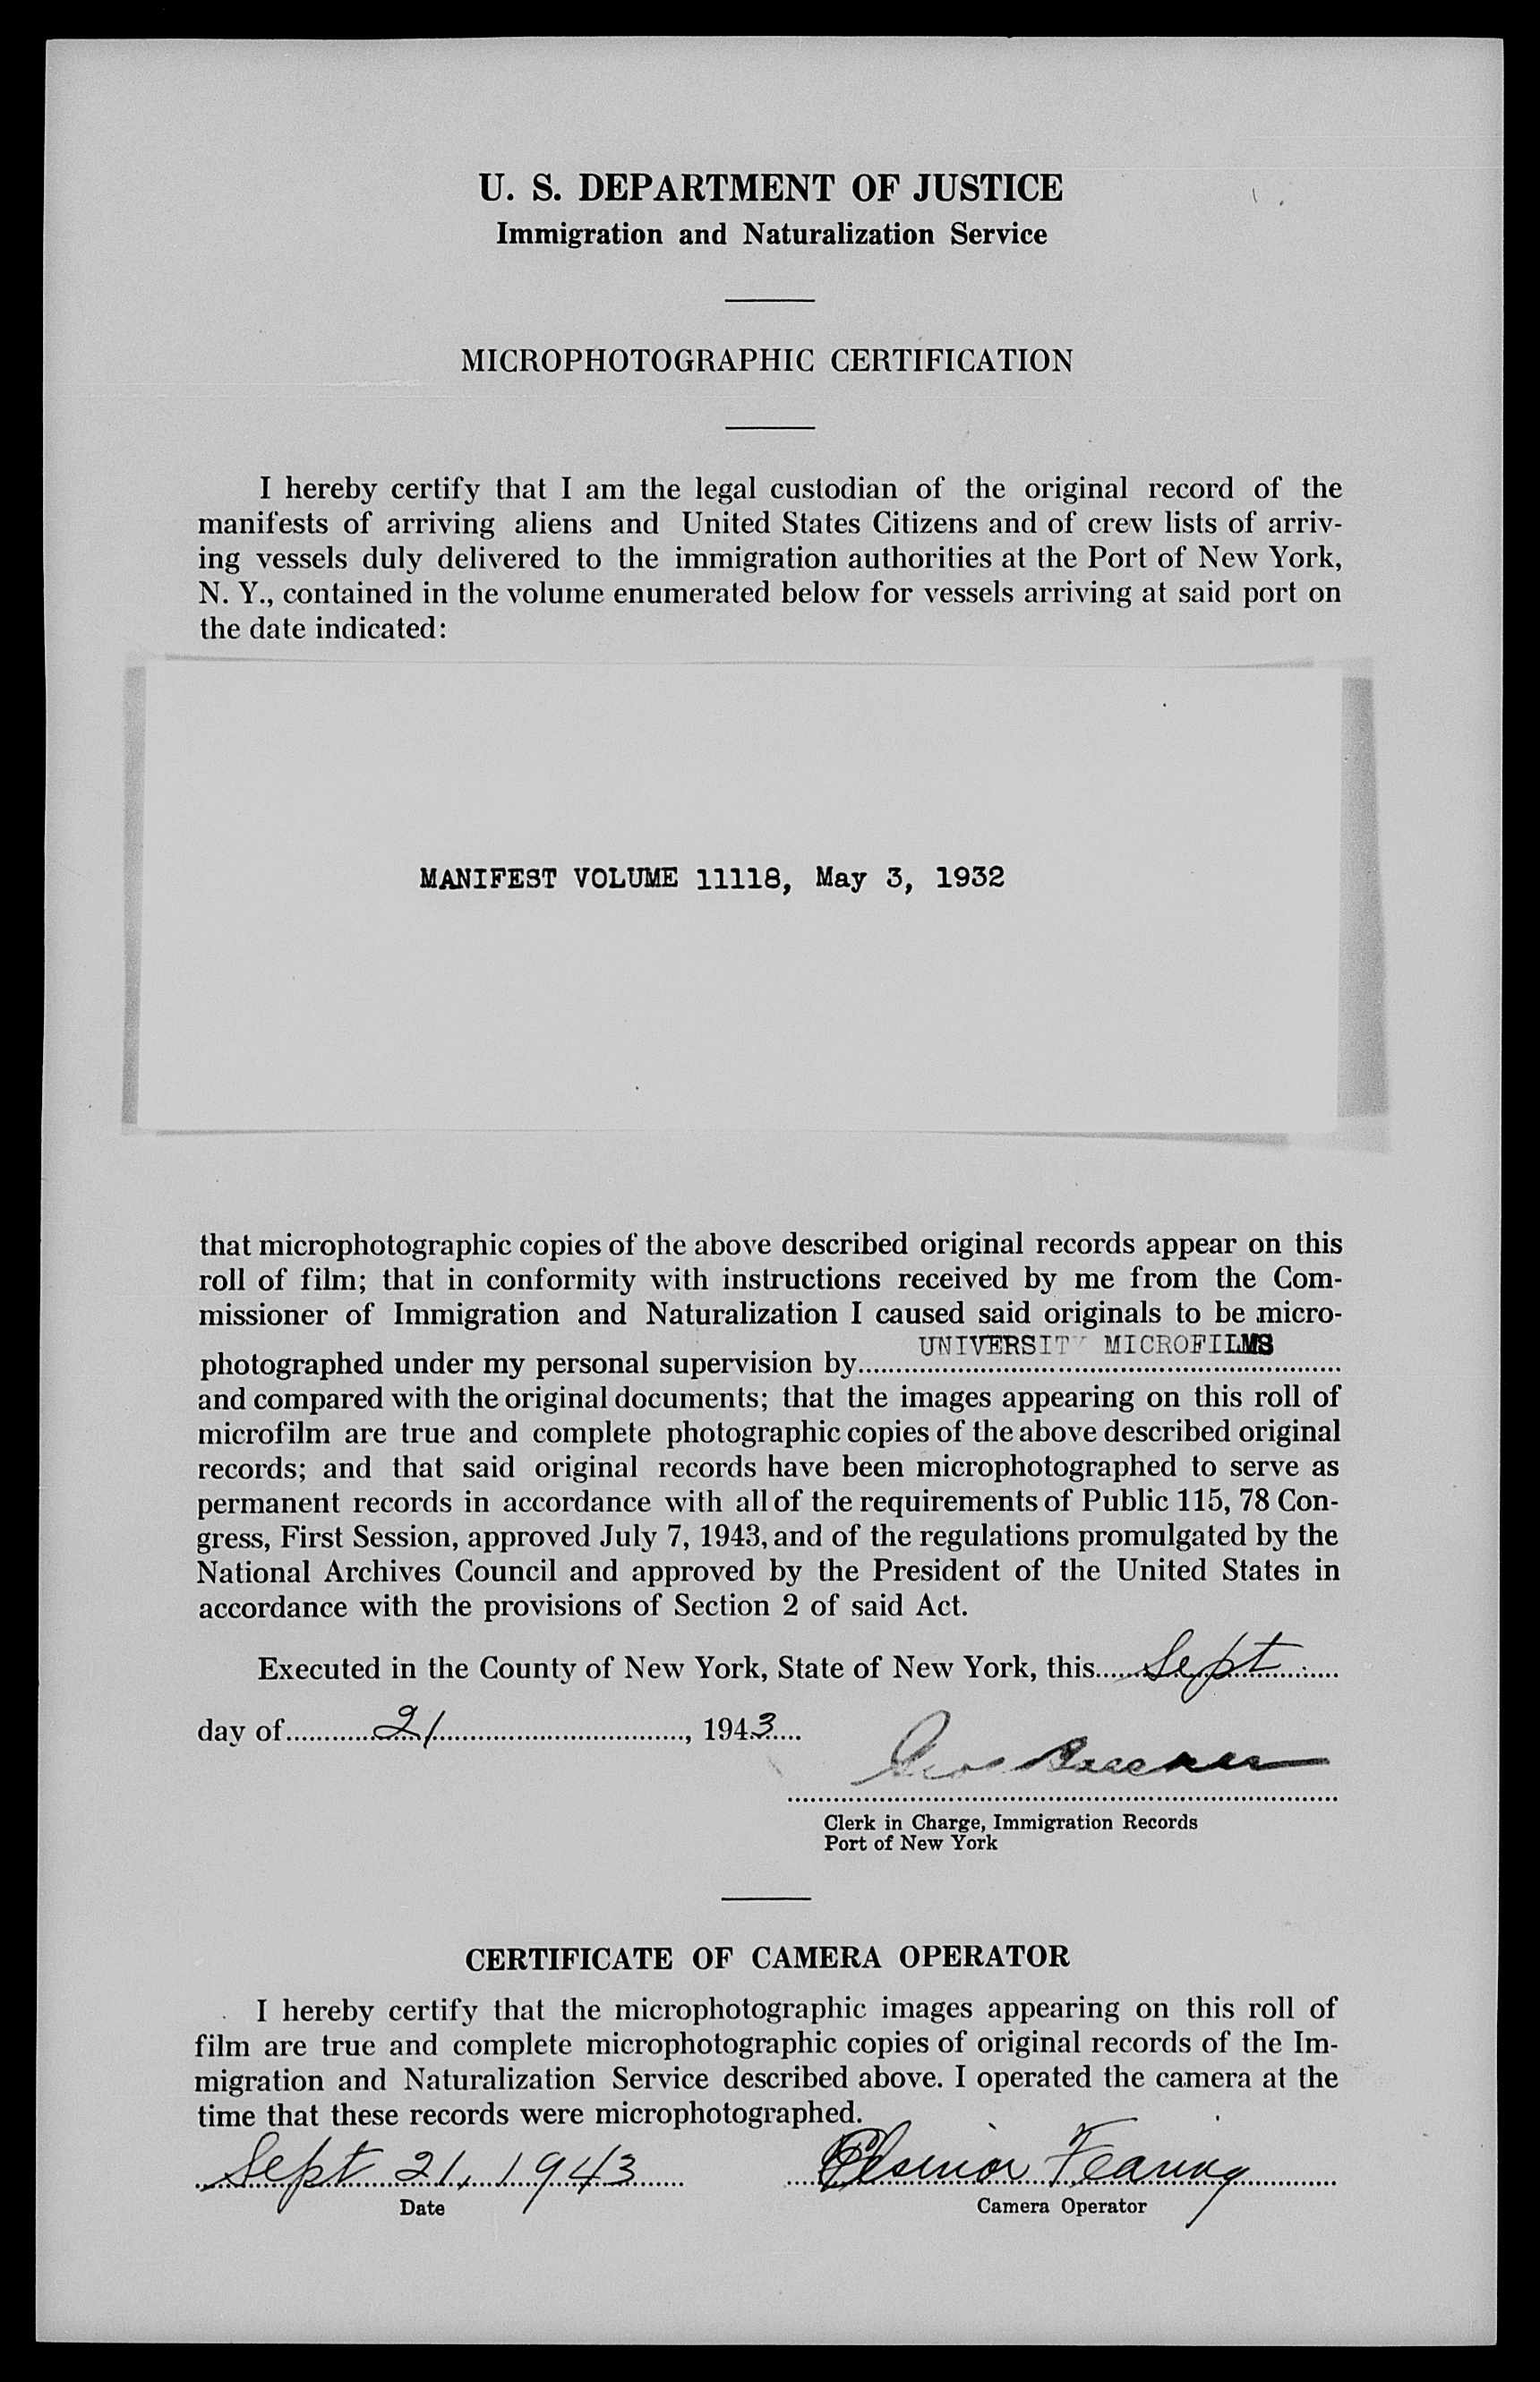 U. S. DEPARTMENT OF JUSTICE
Immigration and Naturalization Service
MICROPHOTOGRAPHIC CERTIFICATION
I hereby certify that I am the legal custodian of the original record of the
manifests of arriving aliens and United States Citizens and of crew lists of arriv-
ing vessels duly delivered to the immigration authorities at the Port of New York,
N. Y., contained in the volume enumerated below for vessels arriving at said port on
the date indicated:
MANIFEST VOLUME 11118, May 3, 1932
that microphotographic copies of the above described original records appear on this
roll of film; that in conformity with instructions received by me from the Com-
missioner of Immigration and Naturalization I caused said originals to be micro-
photographed under my personal supervision by UNIVERSITY MICROFILMS
and compared with the original documents; that the images appearing on this roll of
microfilm are true and complete photographic copies of the above described original
records; and that said original records have been microphotographed to serve as
permanent records in accordance with all of the requirements of Public 115, 78 Con-
gress, First Session, approved July 7, 1943, and of the regulations promulgated by the
National Archives Council and approved by the President of the United States in
accordance with the provisions of Section 2 of said Act.
Executed in the County of New York, State of New York, this Sept
day of 21, 1943
Geo
Clerk in Charge, Immigration Records
Port of New York
CERTIFICATE OF CAMERA OPERATOR
I hereby certify that the microphotographic images appearing on this roll of
film are true and complete microphotographic copies of original records of the Im-
migration and Naturalization Service described above. I operated the camera at the
time that these records were microphotographed.
Sept 21, 1943
Date
Camera Operator